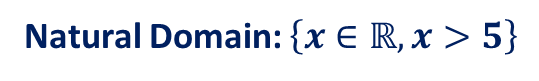 Natural Domain: {x ∈ ℝ, x > 5}